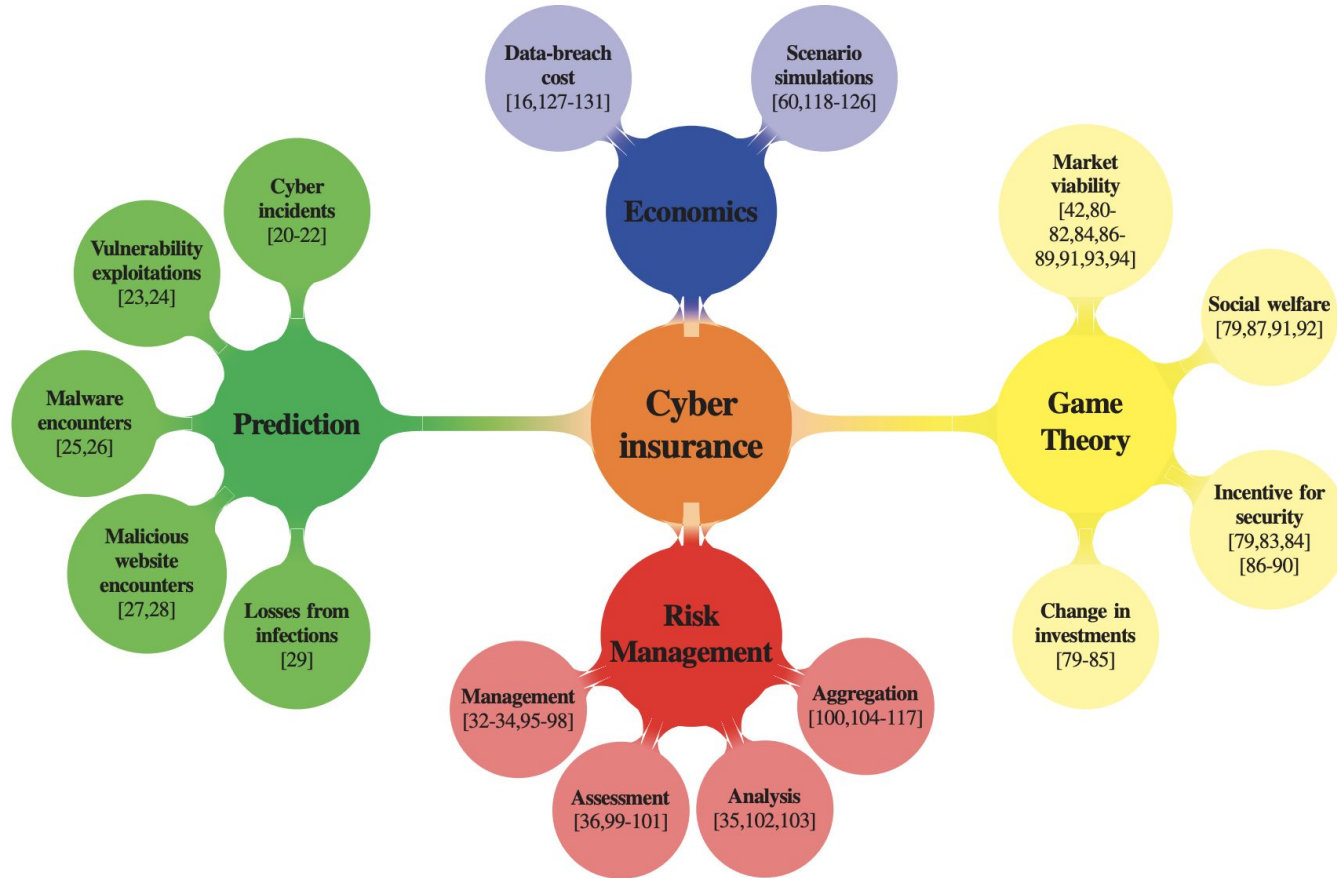 Data-breach
cost
[16,127-131]
Scenario
simulations
[60,118-126]
Economics
Cyber
incidents
[20-22]
Vulnerability
exploitations
[23,24]
Malware
encounters
[25,26]
Malicious
website
encounters
[27,28]
Losses from
infections
[29]
Prediction
Cyber
insurance
Game
Theory
Market
viability
[42,80-
82,84,86-
89,91,93,94]
Social welfare
[79,87,91,92]
Incentive for
security
[79,83,84]
[86-90]
Change in
investments
[79-85]
Risk
Management
Management
[32-34,95-98]
Assessment
[36,99-101]
Analysis
[35,102,103]
Aggregation
[100,104-117]